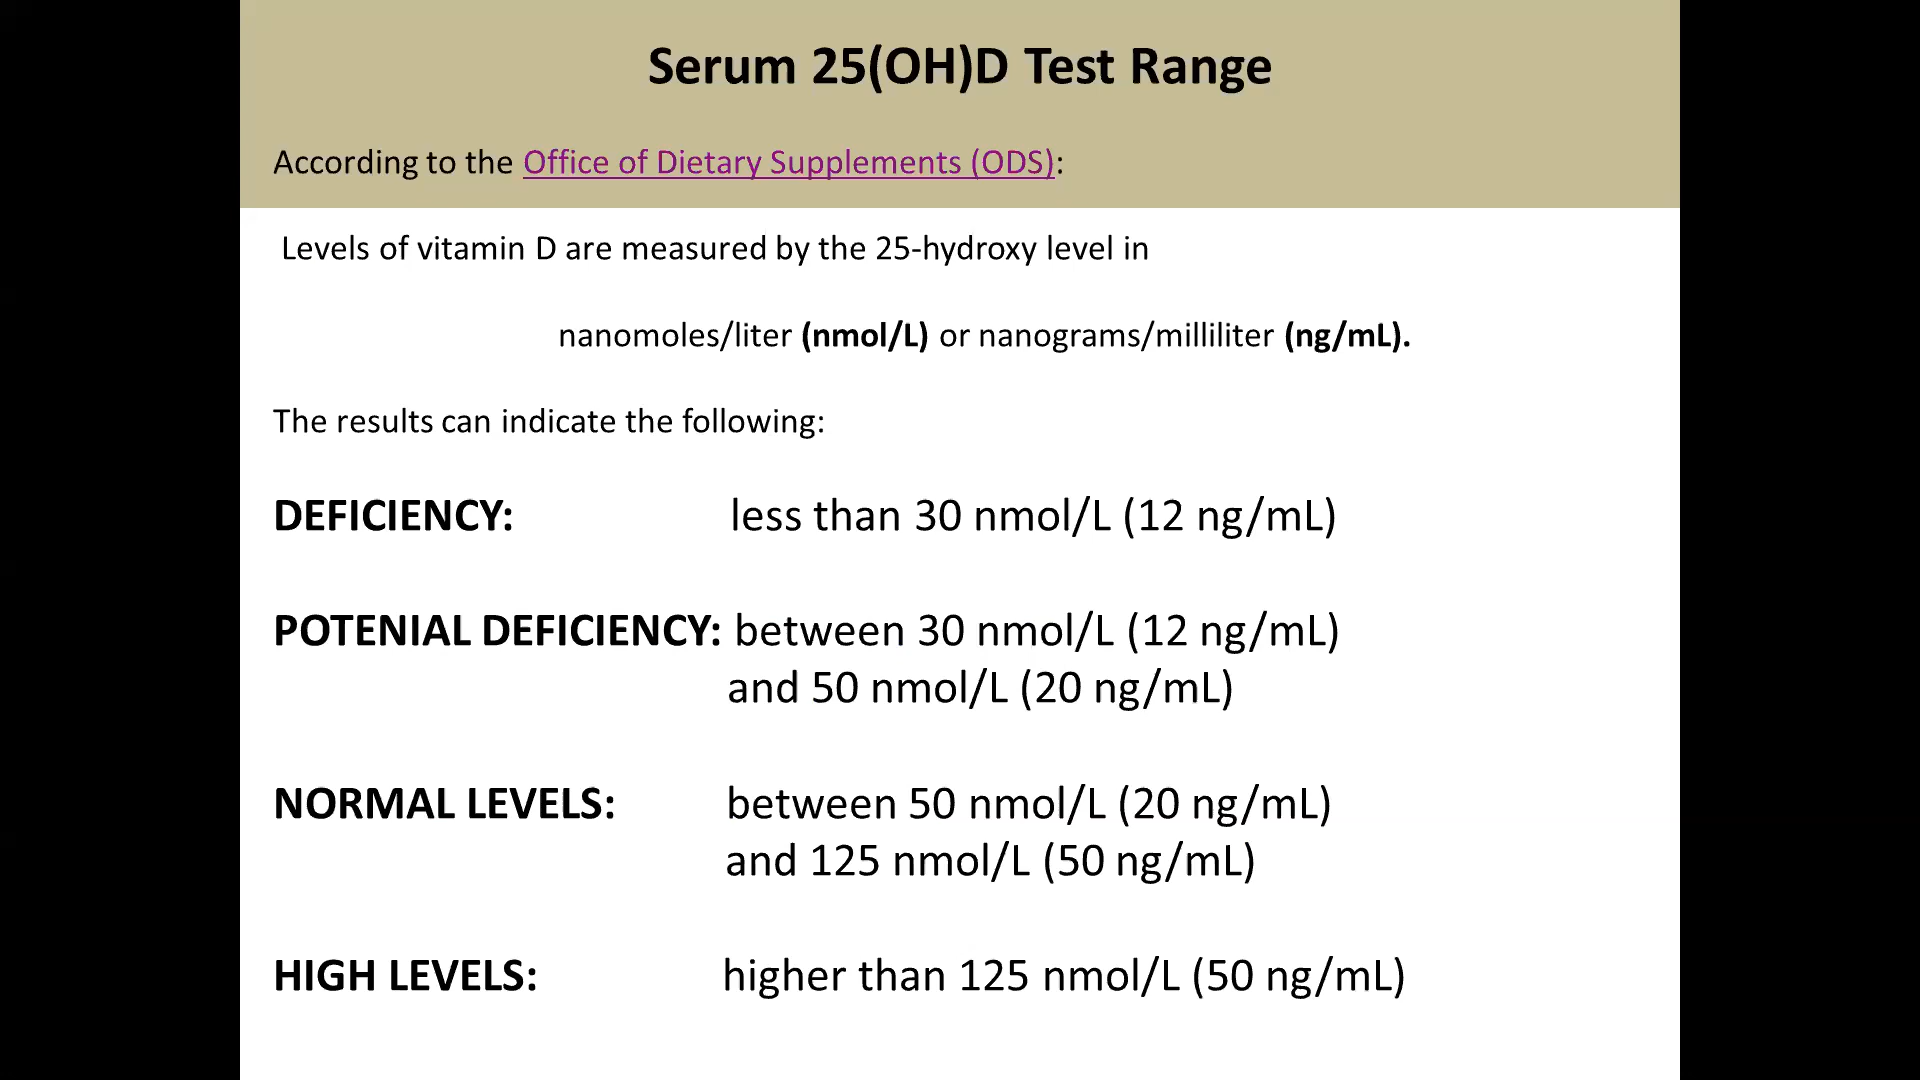 Serum 25(OH)D Test Range
According to the Office of Dietary Supplements (ODS):
Levels of vitamin D are measured by the 25-hydroxy level in
nanomoles/liter (nmol/L) or nanograms/milliliter (ng/mL).
The results can indicate the following:
DEFICIENCY: less than 30 nmol/L (12 ng/mL)
POTENIAL DEFICIENCY: between 30 nmol/L (12 ng/mL)
and 50 nmol/L (20 ng/mL)
NORMAL LEVELS: between 50 nmol/L (20 ng/mL)
and 125 nmol/L (50 ng/mL)
HIGH LEVELS: higher than 125 nmol/L (50 ng/mL)